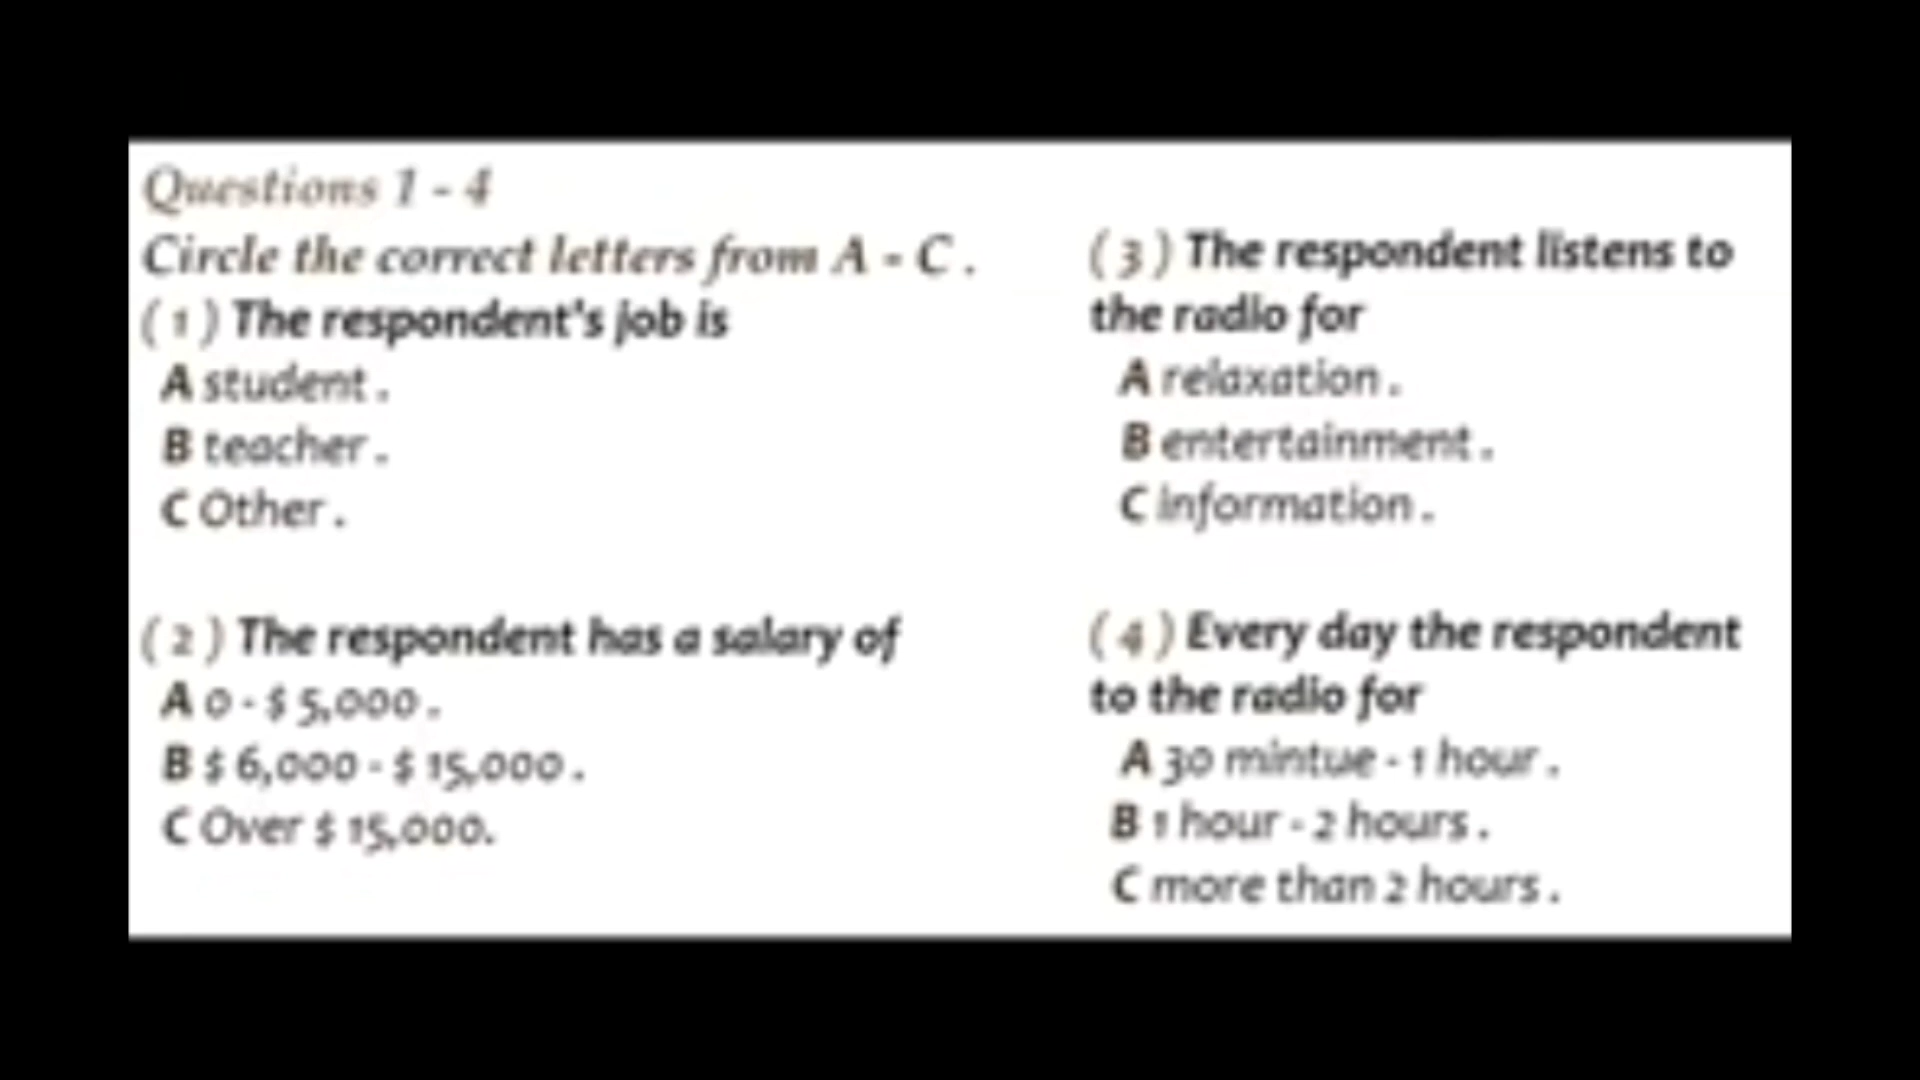 Questions 1 - 4
Circle the correct letters from A - C .
( 1 ) The respondent's job is
A student .
B teacher .
C Other .
( 2 ) The respondent has a salary of
A 0 - $ 5,000 .
B $ 6,000 - $ 15,000 .
C Over $ 15,000.
( 3 ) The respondent listens to
the radio for
A relaxation .
B entertainment .
C information .
( 4 ) Every day the respondent
to the radio for
A 30 mintue - 1 hour .
B 1 hour - 2 hours .
C more than 2 hours .